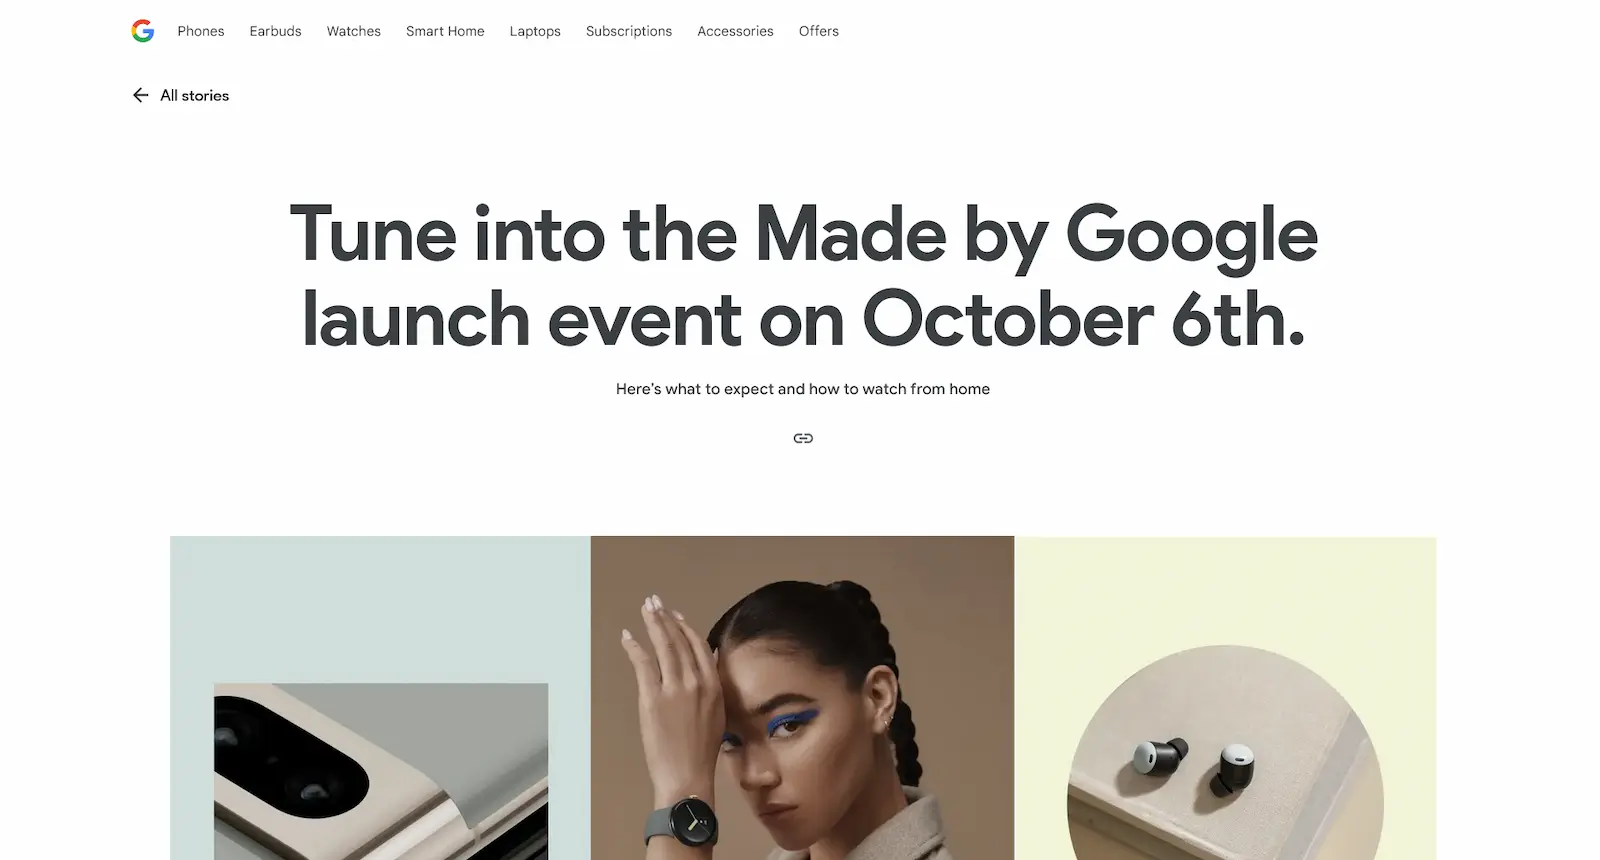 Phones Earbuds Watches Smart Home Laptops Subscriptions Accessories Offers
All stories
Tune into the Made by Google
launch event on October 6th.
Here's what to expect and how to watch from home